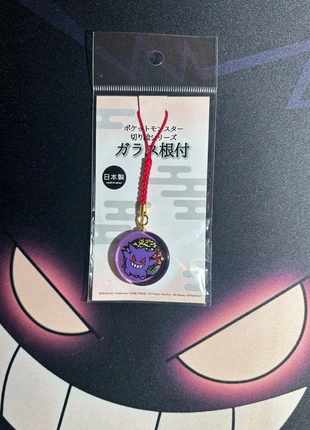 ポケットモンスター
切り絵シリーズ
ガラス根付
日本製